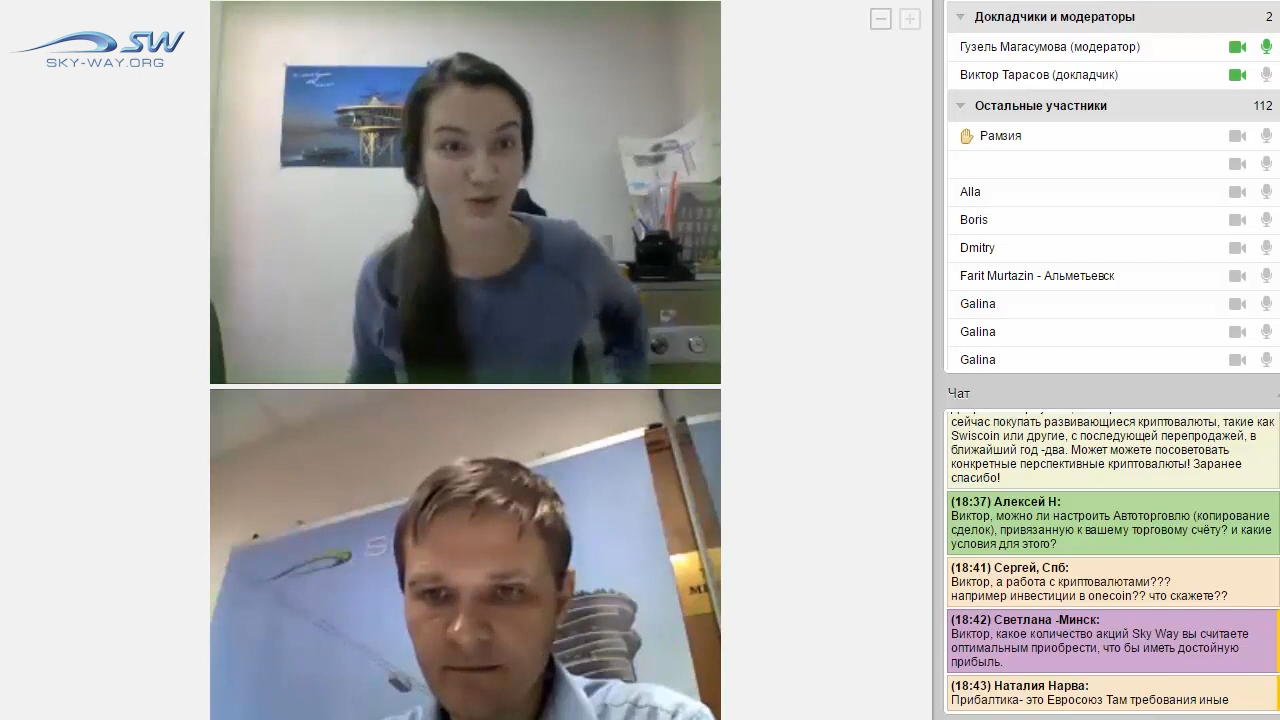 SW
SKY-WAY.ORG
Докладчики и модераторы 2
Гузель Магасумова (модератор)
Виктор Тарасов (докладчик)
Остальные участники 112
Рамзия
Alla
Boris
Dmitry
Farit Murtazin - Альметьевск
Galina
Galina
Galina
Чат
сейчас покупать развивающиеся криптовалюты, такие как
Swiscoin или другие, с последующей перепродажей, в
ближайший год -два. Может можете посоветовать
конкретные перспективные криптовалюты! Заранее
спасибо!
(18:37) Алексей Н:
Виктор, можно ли настроить Автоторговлю (копирование
сделок), привязанную к вашему торговому счёту? и какие
условия для этого?
(18:41) Сергей, Спб:
Виктор, а работа с криптовалютами???
например инвестиции в onecoin?? что скажете??
(18:42) Светлана -Минск:
Виктор, какое количество акций Sky Way вы считаете
оптимальным приобрести, что бы иметь достойную
прибыль.
(18:43) Наталия Нарва:
Прибалтика- это Евросоюз Там требования иные